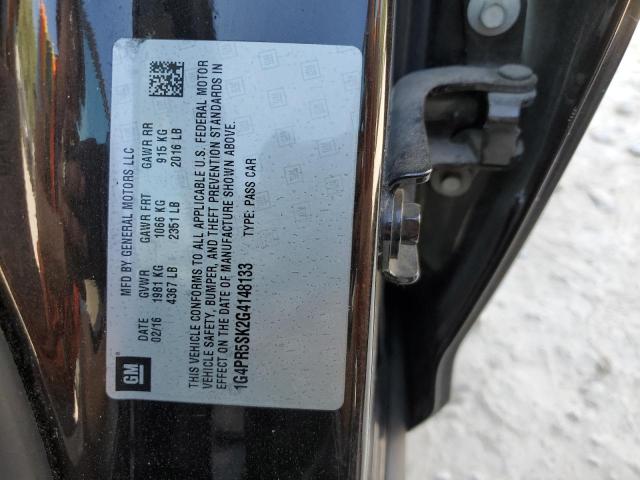 MFD BY GENERAL MOTORS LLC
DATE GVWR GAWR FRT GAWR RR
02/16 1981 KG 1066 KG 915 KG
4367 LB 2351 LB 2016 LB
GM
THIS VEHICLE CONFORMS TO ALL APPLICABLE U.S. FEDERAL MOTOR
VEHICLE SAFETY, BUMPER, AND THEFT PREVENTION STANDARDS IN
EFFECT ON THE DATE OF MANUFACTURE SHOWN ABOVE.
1G4PR5SK2G4148133 TYPE: PASS CAR